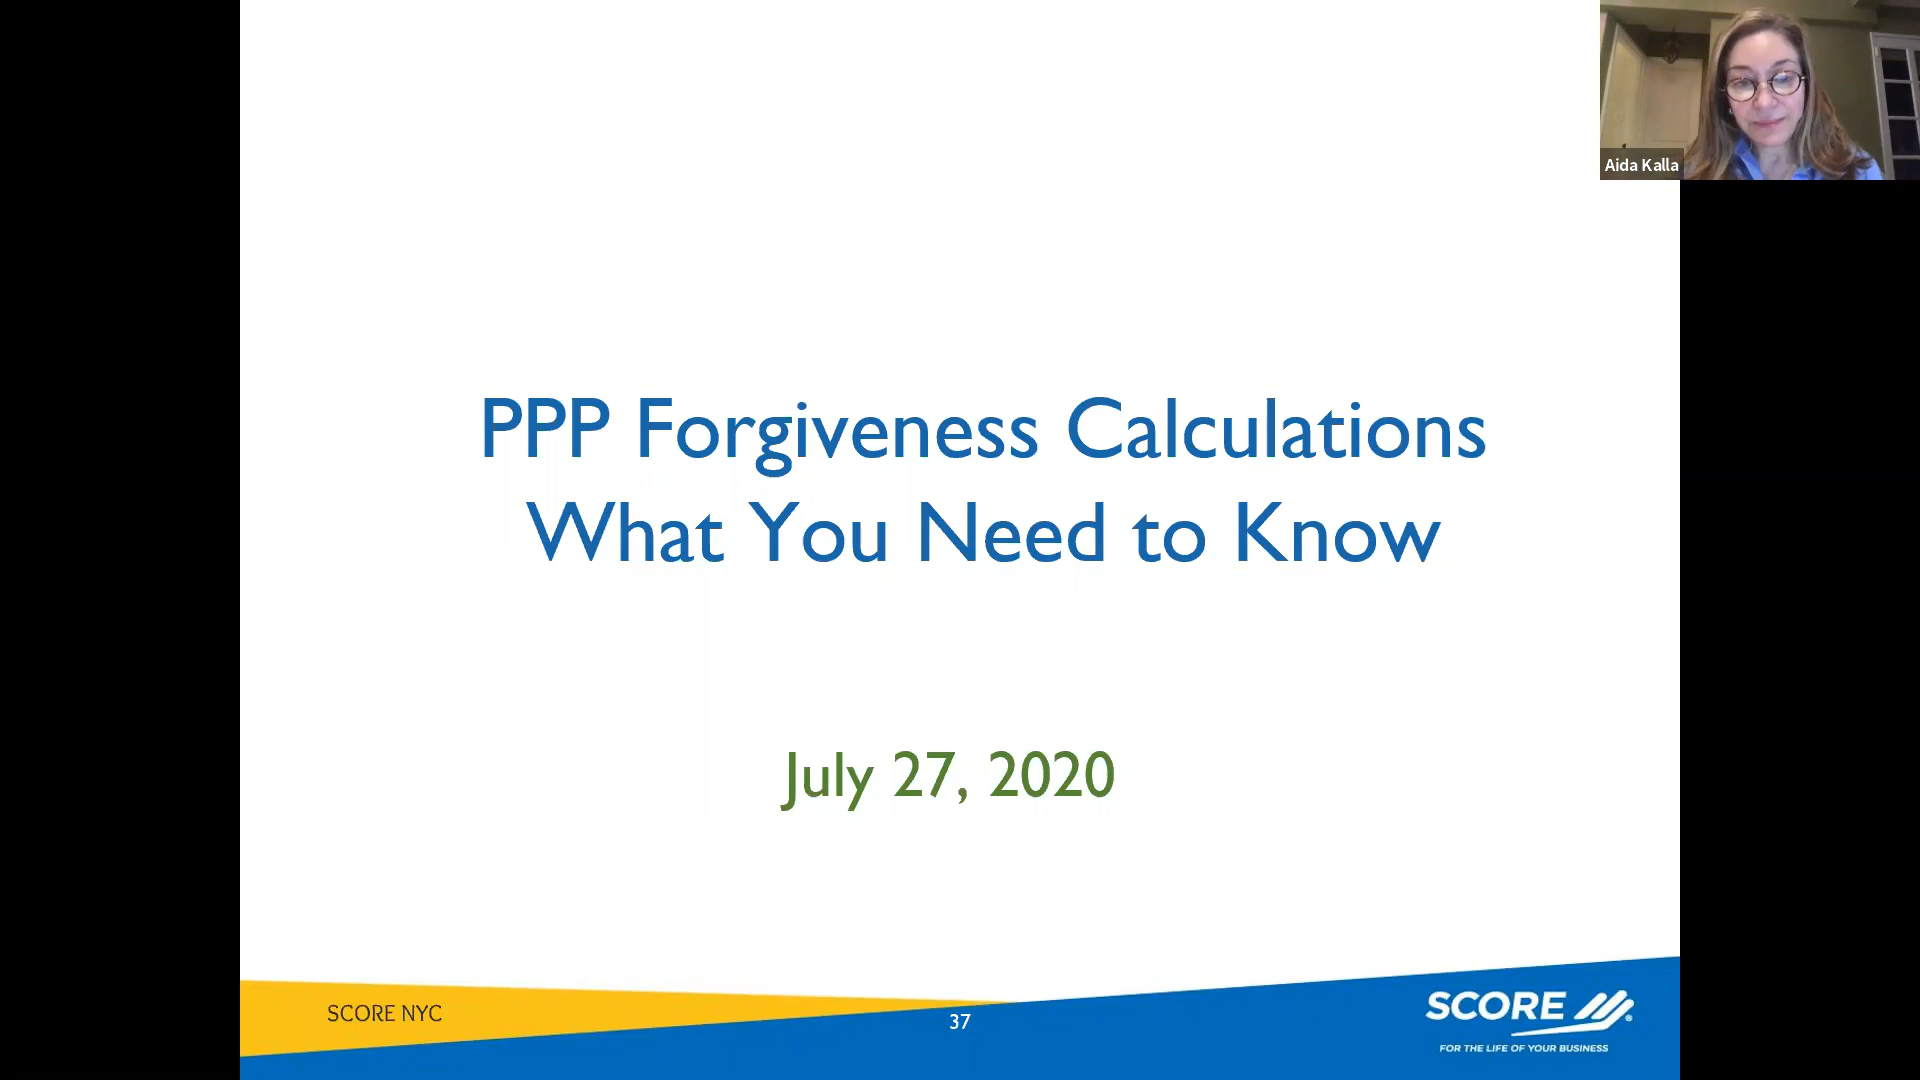 Aida Kalla
PPP Forgiveness Calculations
What You Need to Know
July 27, 2020
SCORE NYC
37
SCORE ®
FOR THE LIFE OF YOUR BUSINESS